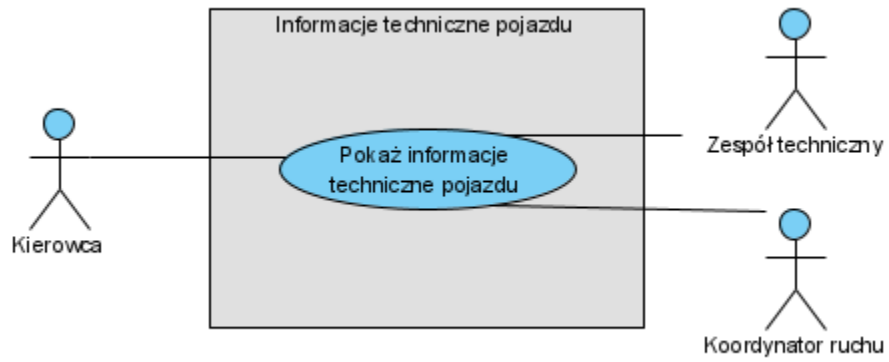 Informacje techniczne pojazdu
Pokaż informacje
techniczne pojazdu
Kierowca
Zespół techniczny
Koordynator ruchu